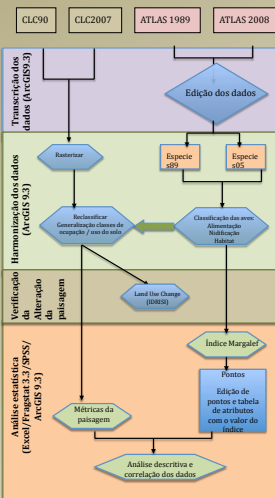 CLC90
CLC2007
ATLAS 1989
ATLAS 2008
Transcrição dos
dados (ArcGIS9.3)
Edição dos dados
Harmonização dos dados
(ArcGIS 9.3)
Rasterizar
Especie
s89
Especie
s05
Reclassificar
Generalização classes de
ocupação / uso do solo
Classificação das aves:
Alimentação
Nidificação
Habitat
Verificação
da
Alteração
da
paisagem
Land Use Change
(IDRISI)
Análise estatística
(Excel/Fragstat 3.3/SPSS/
ArcGIS 9.3)
Índice Margalef
Pontos
Edição de
pontos e tabela
de atributos
com o valor do
índice
Métricas da
paisagem
Análise descritiva e
correlação dos dados